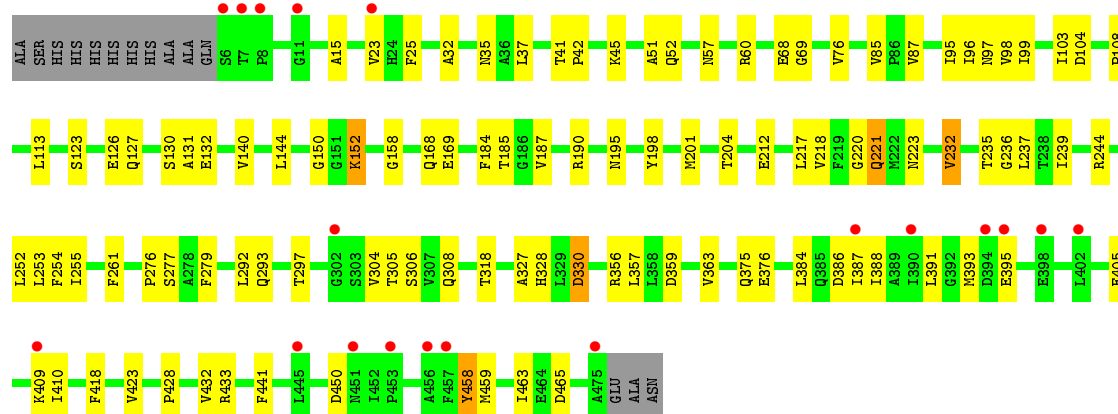 ALA SER HIS HIS HIS HIS HIS HIS ALA ALA GLN S6 T7 P8 G11 A15 V23 H24 F25 A32 N35 A36 L37 T41 P42 K45 A51 Q52 N57 R60 E68 G69 V76 V85 P86 V87 I95 I96 N97 V98 I99 I103 D104
L113 S123 E126 Q127 S130 A131 E132 V140 L144 G150 G151 K152 G158 Q168 E169 F184 T185 G186 V187 R190 N195 Y198 M201 T204 E212 L217 V218 F219 G220 Q221 M222 N223 V232 T235 G236 L237 T238 I239 R244
L252 L253 F254 I255 F261 P276 S277 A278 F279 L292 Q293 T297 G302 S303 V304 T305 S306 V307 Q308 T318 A327 H328 L329 D330 R356 L357 L358 D359 V363 Q375 E376 L384 Q385 D386 I387 I388 A389 I390 L391 G392 M393 D394 E395 E398 L402
K409 I410 F418 V423 P428 V432 R433 F441 L445 D450 N451 I452 P453 A456 F457 Y458 M459 I463 E464 D465 A475 GLU ALA ASN